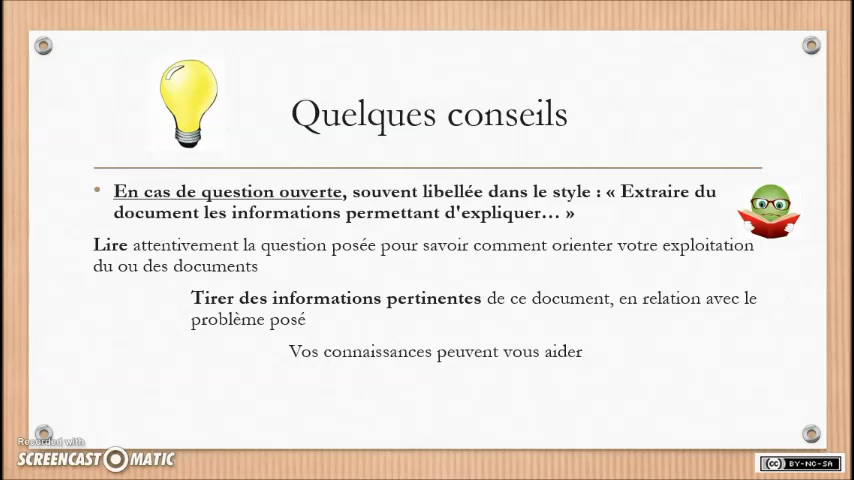 Quelques conseils
En cas de question ouverte, souvent libellée dans le style : « Extraire du
document les informations permettant d'expliquer… »
Lire attentivement la question posée pour savoir comment orienter votre exploitation
du ou des documents
Tirer des informations pertinentes de ce document, en relation avec le
problème posé
Vos connaissances peuvent vous aider
Recorded with
SCREENCAST MATIC
cc BY-NC-SA